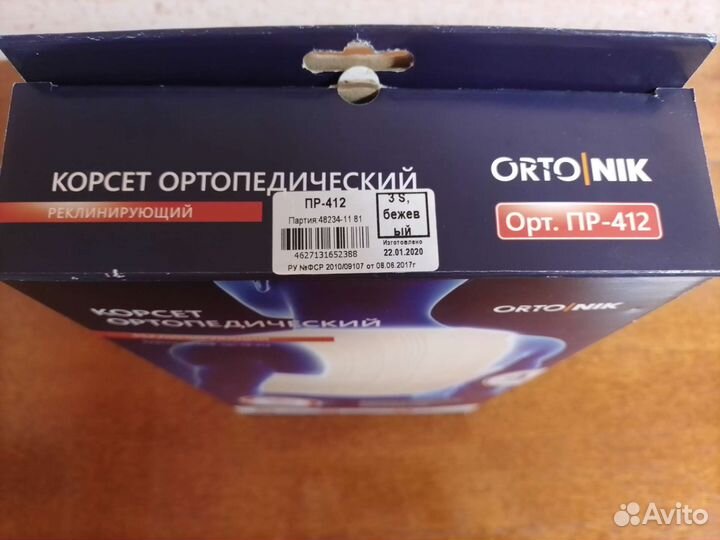 КОРСЕТ ОРТОПЕДИЧЕСКИЙ
РЕКЛИНИРУЮЩИЙ
ПР-412
Партия:48234-11 81
4627131652388
3 S,
бежев
ый
Изготовлено
22.01.2020
РУ №ФСР 2010/09107 от 08.08.2017г
ORTO|NIK
Орт. ПР-412
КОРСЕТ
ОРТОПЕДИЧЕСКИЙ
ORTO|NIK
Avito